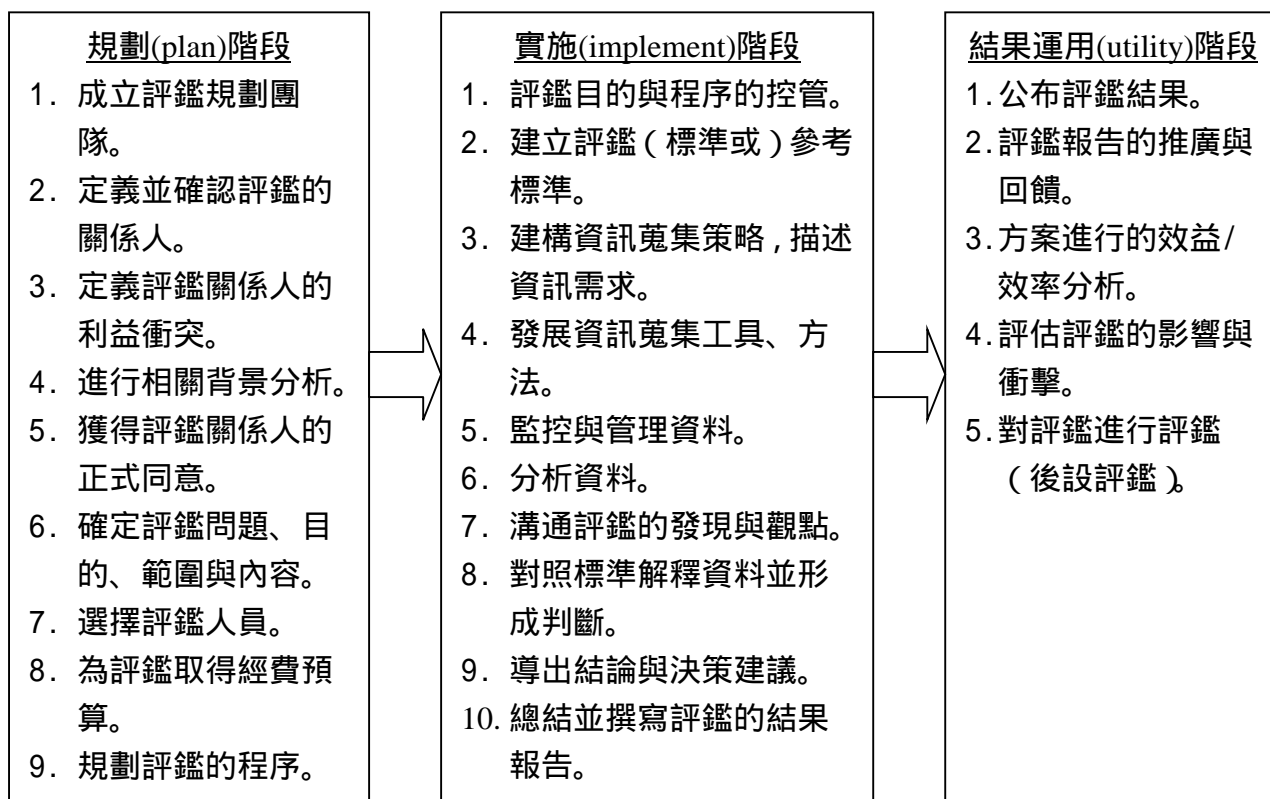 規劃(plan)階段
1. 成立評鑑規劃團
隊。
2. 定義並確認評鑑的
關係人。
3. 定義評鑑關係人的
利益衝突。
4. 進行相關背景分析。
5. 獲得評鑑關係人的
正式同意。
6. 確定評鑑問題、目
的、範圍與內容。
7. 選擇評鑑人員。
8. 為評鑑取得經費預
算。
9. 規劃評鑑的程序。
實施(implement)階段
1. 評鑑目的與程序的控管。
2. 建立評鑑（標準或）參考
標準。
3. 建構資訊蒐集策略,描述
資訊需求。
4. 發展資訊蒐集工具、方
法。
5. 監控與管理資料。
6. 分析資料。
7. 溝通評鑑的發現與觀點。
8. 對照標準解釋資料並形
成判斷。
9. 導出結論與決策建議。
10. 總結並撰寫評鑑的結果
報告。
結果運用(utility)階段
1.公布評鑑結果。
2.評鑑報告的推廣與
回饋。
3.方案進行的效益/
效率分析。
4.評估評鑑的影響與
衝擊。
5.對評鑑進行評鑑
（後設評鑑）。